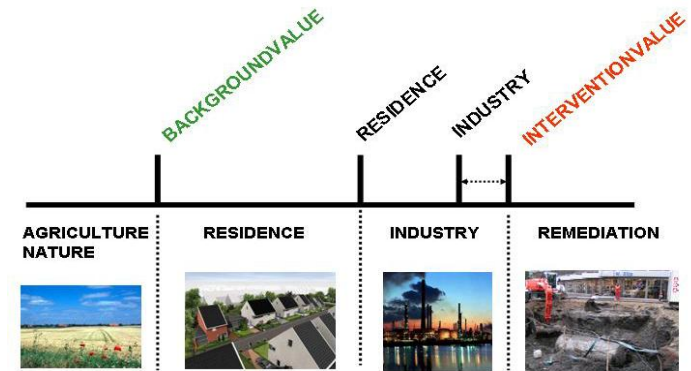 BACKGROUNDVALUE
RESIDENCE
INDUSTRY
INTERVENTIONVALUE
AGRICULTURE
NATURE
RESIDENCE
INDUSTRY
REMEDIATION